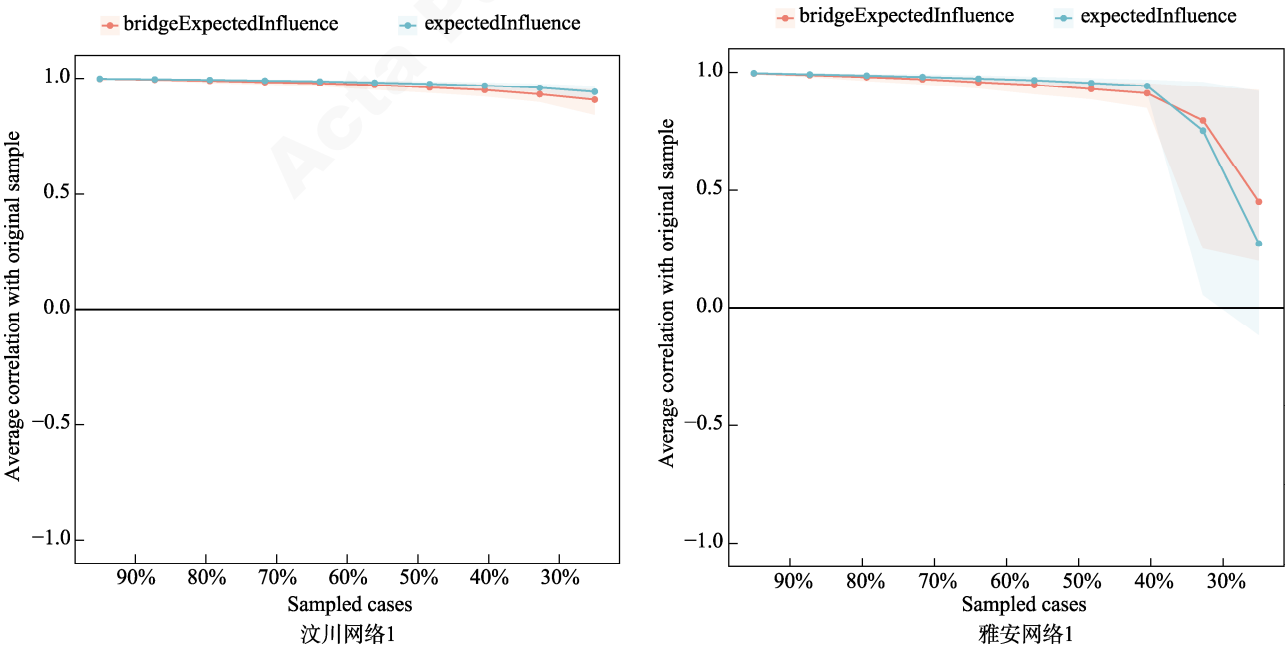 bridgeExpectedInfluence expectedInfluence
1.0
0.5
0.0
−0.5
−1.0
Average correlation with original sample
90% 80% 70% 60% 50% 40% 30%
Sampled cases
汶川网络1
bridgeExpectedInfluence expectedInfluence
1.0
0.5
0.0
−0.5
−1.0
Average correlation with original sample
90% 80% 70% 60% 50% 40% 30%
Sampled cases
雅安网络1
Acta